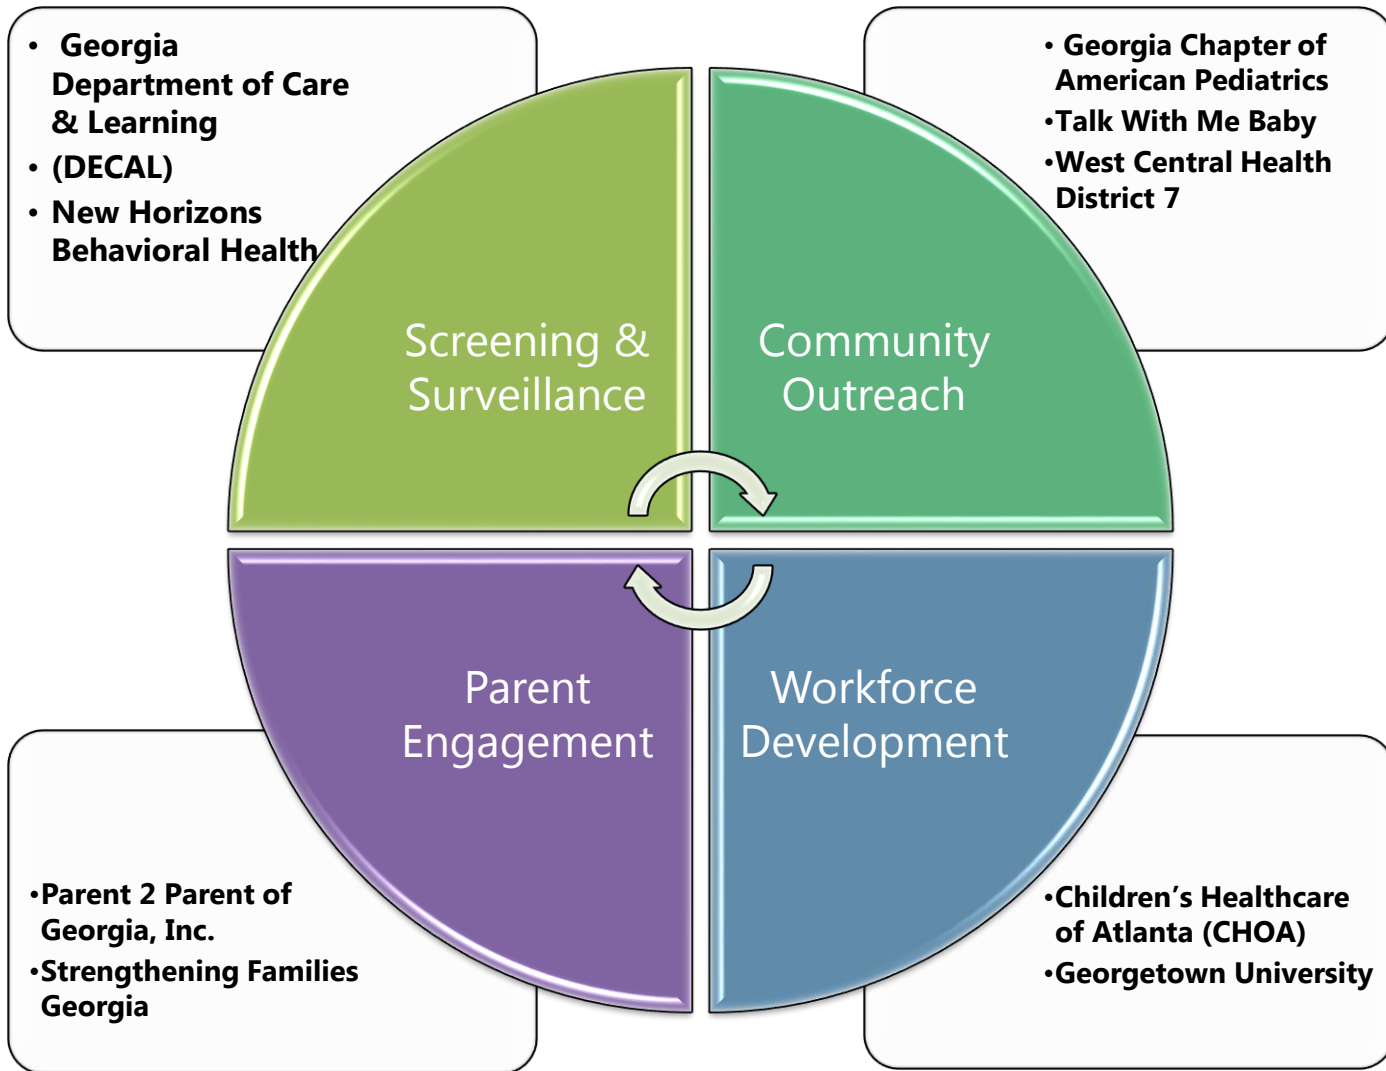 • Georgia
Department of Care
& Learning
• (DECAL)
• New Horizons
Behavioral Health
• Georgia Chapter of
American Pediatrics
•Talk With Me Baby
•West Central Health
District 7
Screening &
Surveillance
Community
Outreach
Parent
Engagement
Workforce
Development
•Parent 2 Parent of
Georgia, Inc.
•Strengthening Families
Georgia
•Children’s Healthcare
of Atlanta (CHOA)
•Georgetown University